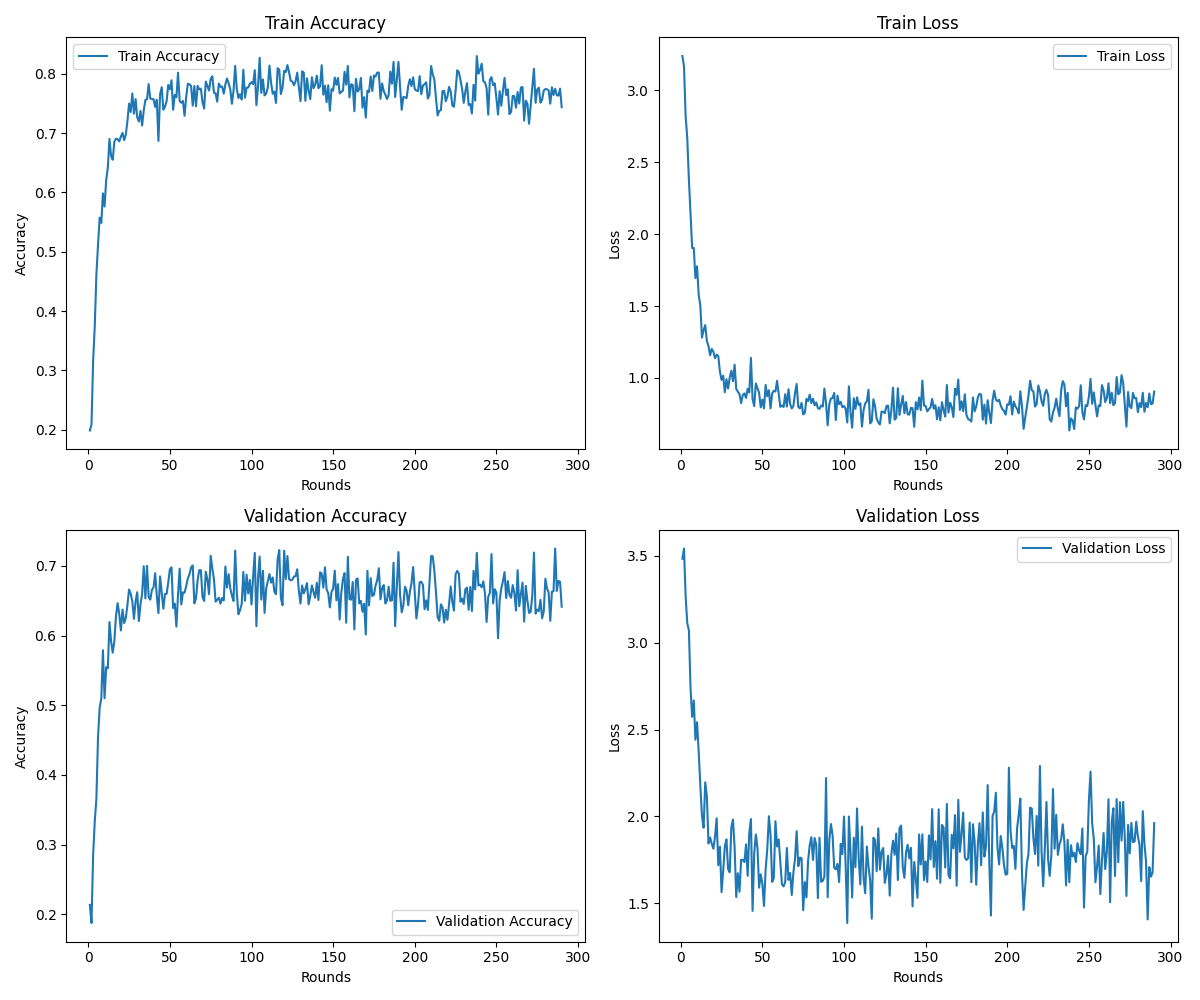 Train Accuracy
Train Accuracy
0.8
0.7
0.6
0.5
0.4
0.3
0.2
Accuracy
0 50 100 150 200 250 300
Rounds
Train Loss
Train Loss
3.0
2.5
2.0
1.5
1.0
Loss
0 50 100 150 200 250 300
Rounds
Validation Accuracy
0.7
0.6
0.5
0.4
0.3
0.2
Accuracy
Validation Accuracy
0 50 100 150 200 250 300
Rounds
Validation Loss
Validation Loss
3.5
3.0
2.5
2.0
1.5
Loss
0 50 100 150 200 250 300
Rounds